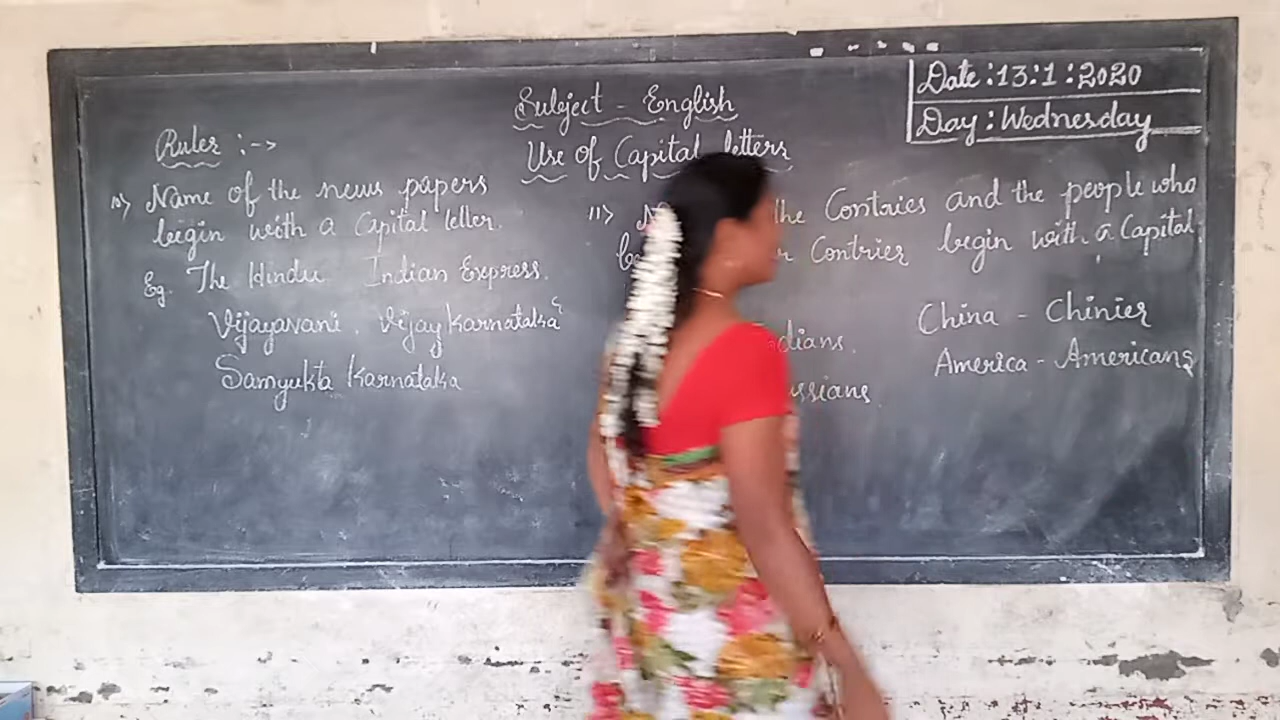 Date : 13:1:2020
Day : Wednesday
Subject - English
Use of Capital letters
Rules :->
Name of the news papers
begin with a Capital letter.
Eg. The Hindu Indian Express.
Vijayavani, Vijay Karnataka
Samyukta Karnataka
11> the Contries and the people who
Contries begin with a Capital
dians.
ussians
China - Chinies
America - Americans